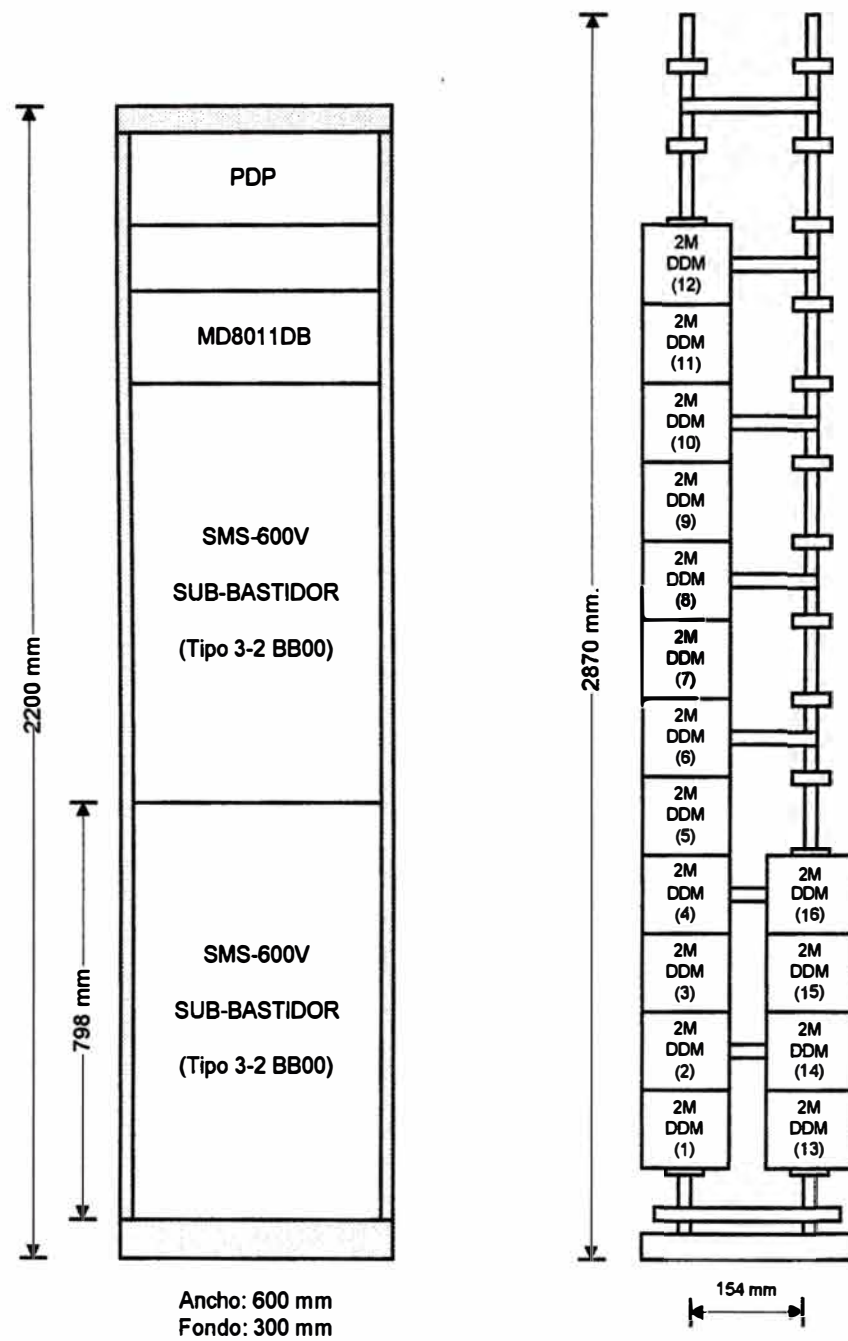 PDP
MD8011DB
SMS-600V
SUB-BASTIDOR
(Tipo 3-2 BB00)
SMS-600V
SUB-BASTIDOR
(Tipo 3-2 BB00)
2200 mm
798 mm
Ancho: 600 mm
Fondo: 300 mm
2870 mm.
2M
DDM
(12)
2M
DDM
(11)
2M
DDM
(10)
2M
DDM
(9)
2M
DDM
(8)
2M
DDM
(7)
2M
DDM
(6)
2M
DDM
(5)
2M
DDM
(4)
2M
DDM
(3)
2M
DDM
(2)
2M
DDM
(1)
2M
DDM
(16)
2M
DDM
(15)
2M
DDM
(14)
2M
DDM
(13)
154 mm